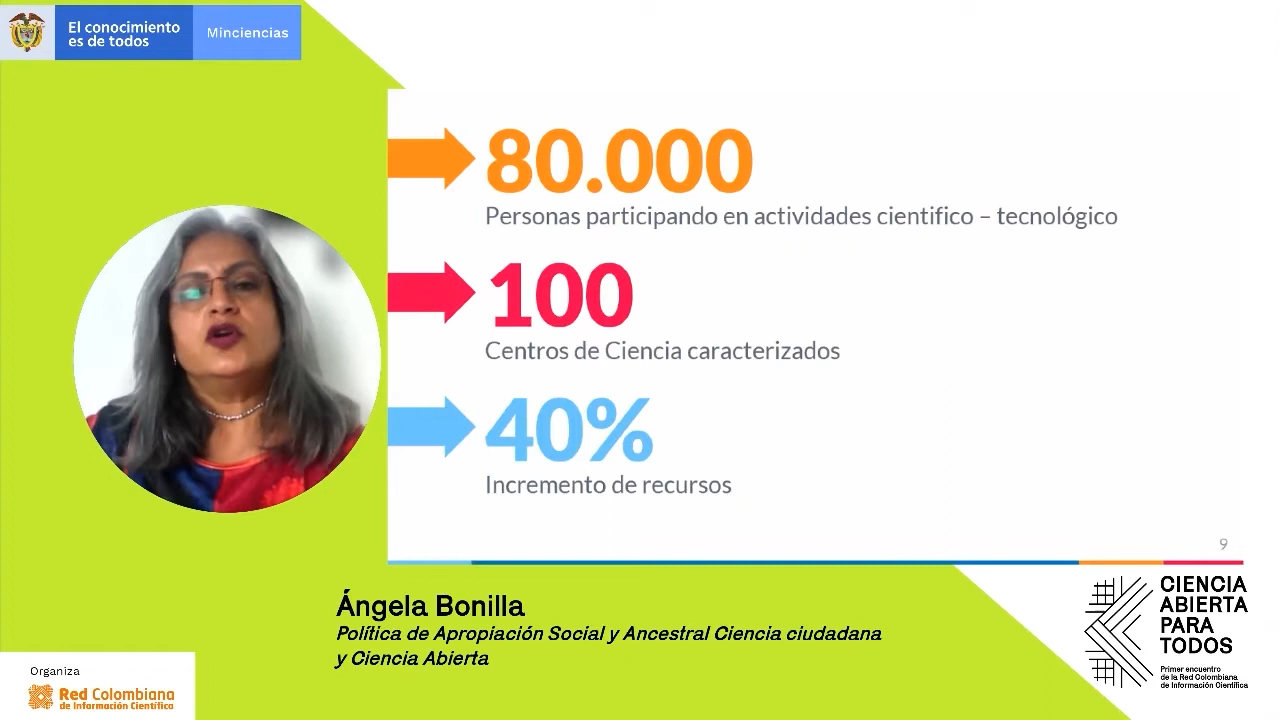 El conocimiento
es de todos
Minciencias
80.000
Personas participando en actividades cientifico – tecnológico
100
Centros de Ciencia caracterizados
40%
Incremento de recursos
9
Ángela Bonilla
Política de Apropiación Social y Ancestral Ciencia ciudadana
y Ciencia Abierta
CIENCIA
ABIERTA
PARA
TODOS
Primer encuentro
de la Red Colombiana
de Información Científica
Organiza
Red Colombiana
de Información Científica